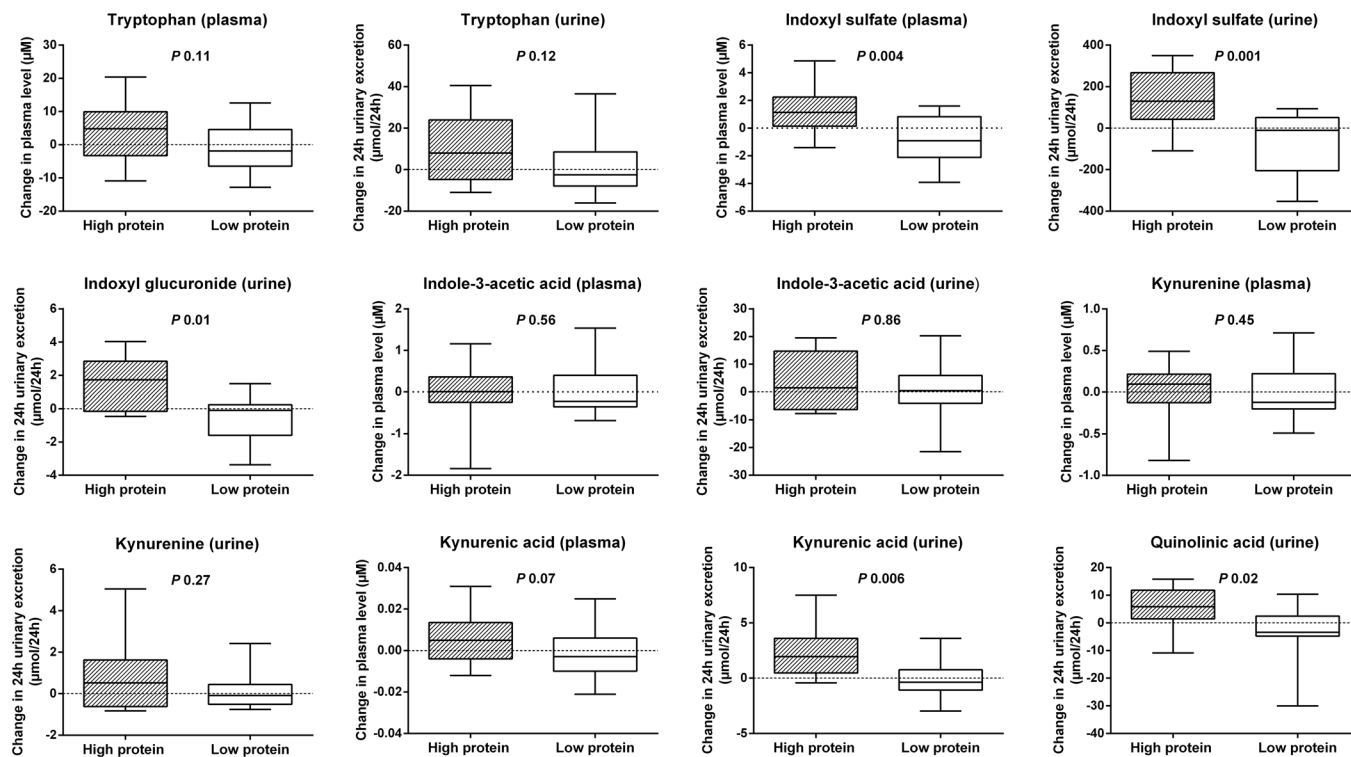 Tryptophan (plasma)
Change in plasma level (µM)
30
20
10
0
-10
-20
P 0.11
High protein
Low protein
Tryptophan (urine)
Change in 24h urinary excretion
(µmol/24h)
60
40
20
0
-20
P 0.12
High protein
Low protein
Indoxyl sulfate (plasma)
Change in plasma level (µM)
6
4
2
0
-2
-4
-6
P 0.004
High protein
Low protein
Indoxyl sulfate (urine)
Change in 24h urinary excretion
(µmol/24h)
400
200
0
-200
-400
P 0.001
High protein
Low protein
Indoxyl glucuronide (urine)
Change in 24h urinary excretion
(µmol/24h)
6
4
2
0
-2
-4
P 0.01
High protein
Low protein
Indole-3-acetic acid (plasma)
Change in plasma level (µM)
2
1
0
-1
-2
P 0.56
High protein
Low protein
Indole-3-acetic acid (urine)
Change in 24h urinary excretion
(µmol/24h)
30
20
10
0
-10
-20
-30
P 0.86
High protein
Low protein
Kynurenine (plasma)
Change in plasma level (µM)
1.0
0.5
0.0
-0.5
-1.0
P 0.45
High protein
Low protein
Kynurenine (urine)
Change in 24h urinary excretion
(µmol/24h)
6
4
2
0
-2
P 0.27
High protein
Low protein
Kynurenic acid (plasma)
Change in plasma level (µM)
0.04
0.02
0.00
-0.02
-0.04
P 0.07
High protein
Low protein
Kynurenic acid (urine)
Change in 24h urinary excretion
(µmol/24h)
10
5
0
-5
P 0.006
High protein
Low protein
Quinolinic acid (urine)
Change in 24h urinary excretion
(µmol/24h)
20
10
0
-10
-20
-30
-40
P 0.02
High protein
Low protein